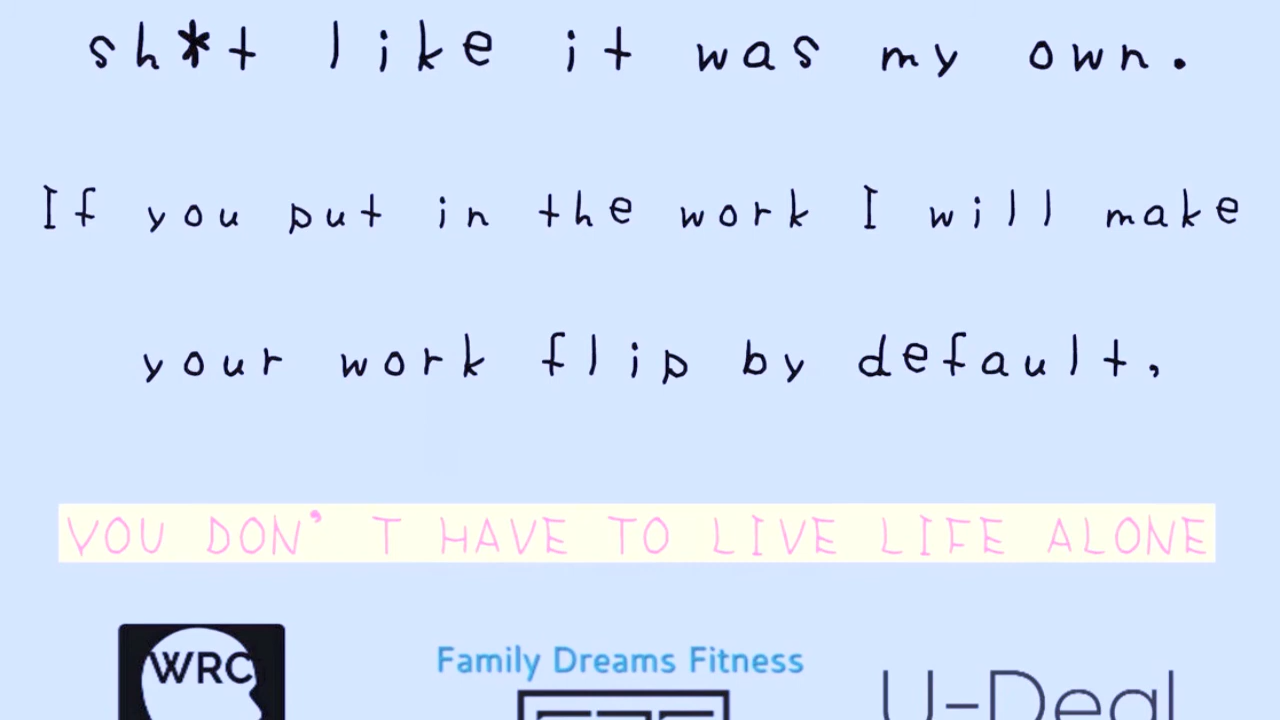 sh*t like it was my own.
If you put in the work I will make
your work flip by default,
YOU DON' T HAVE TO LIVE LIFE ALONE
WRC
Family Dreams Fitness
U-Deal